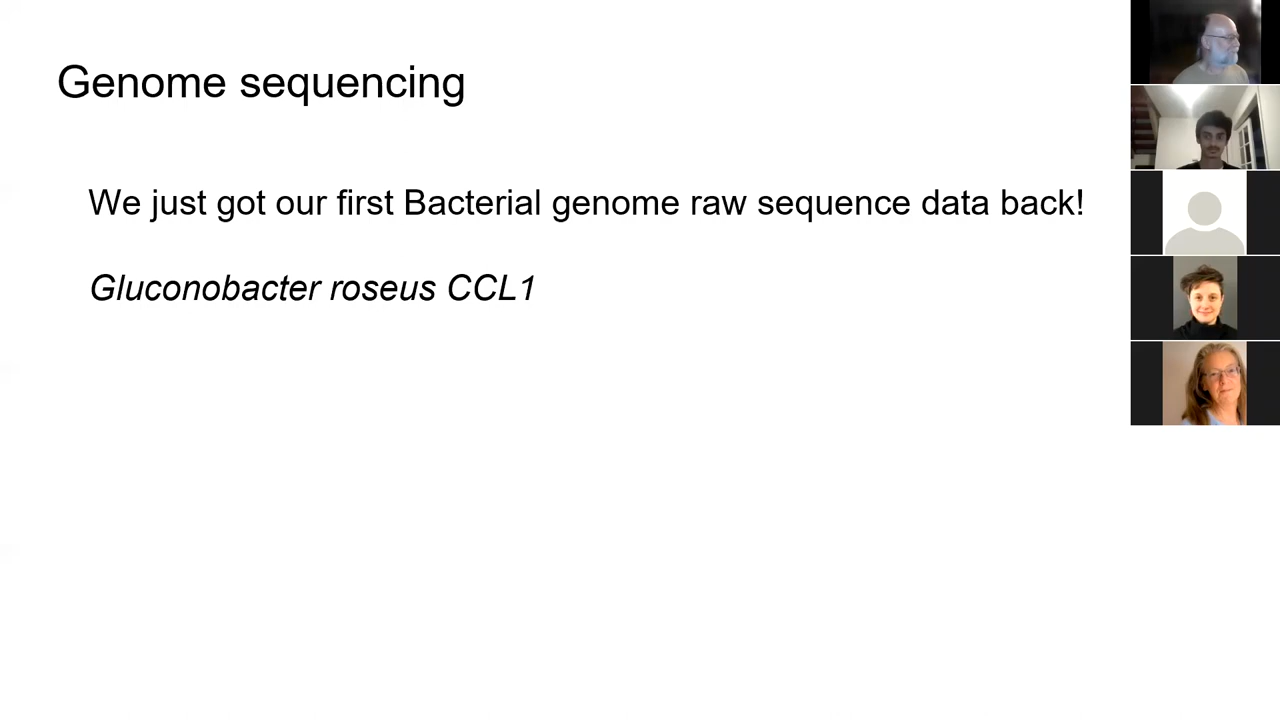 Genome sequencing
We just got our first Bacterial genome raw sequence data back!
Gluconobacter roseus CCL1